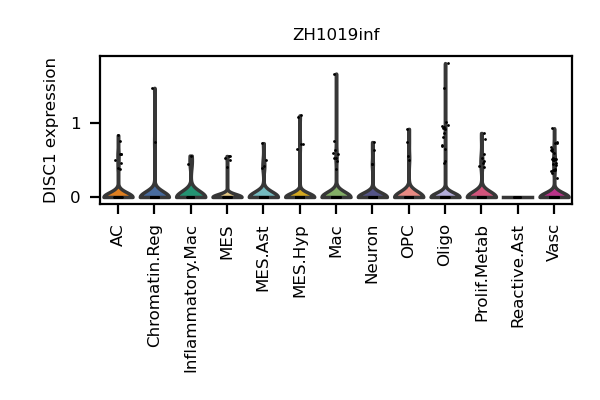 ZH1019inf
DISC1 expression
1
0
AC
Chromatin.Reg
Inflammatory.Mac
MES
MES.Ast
MES.Hyp
Mac
Neuron
OPC
Oligo
Prolif.Metab
Reactive.Ast
Vasc